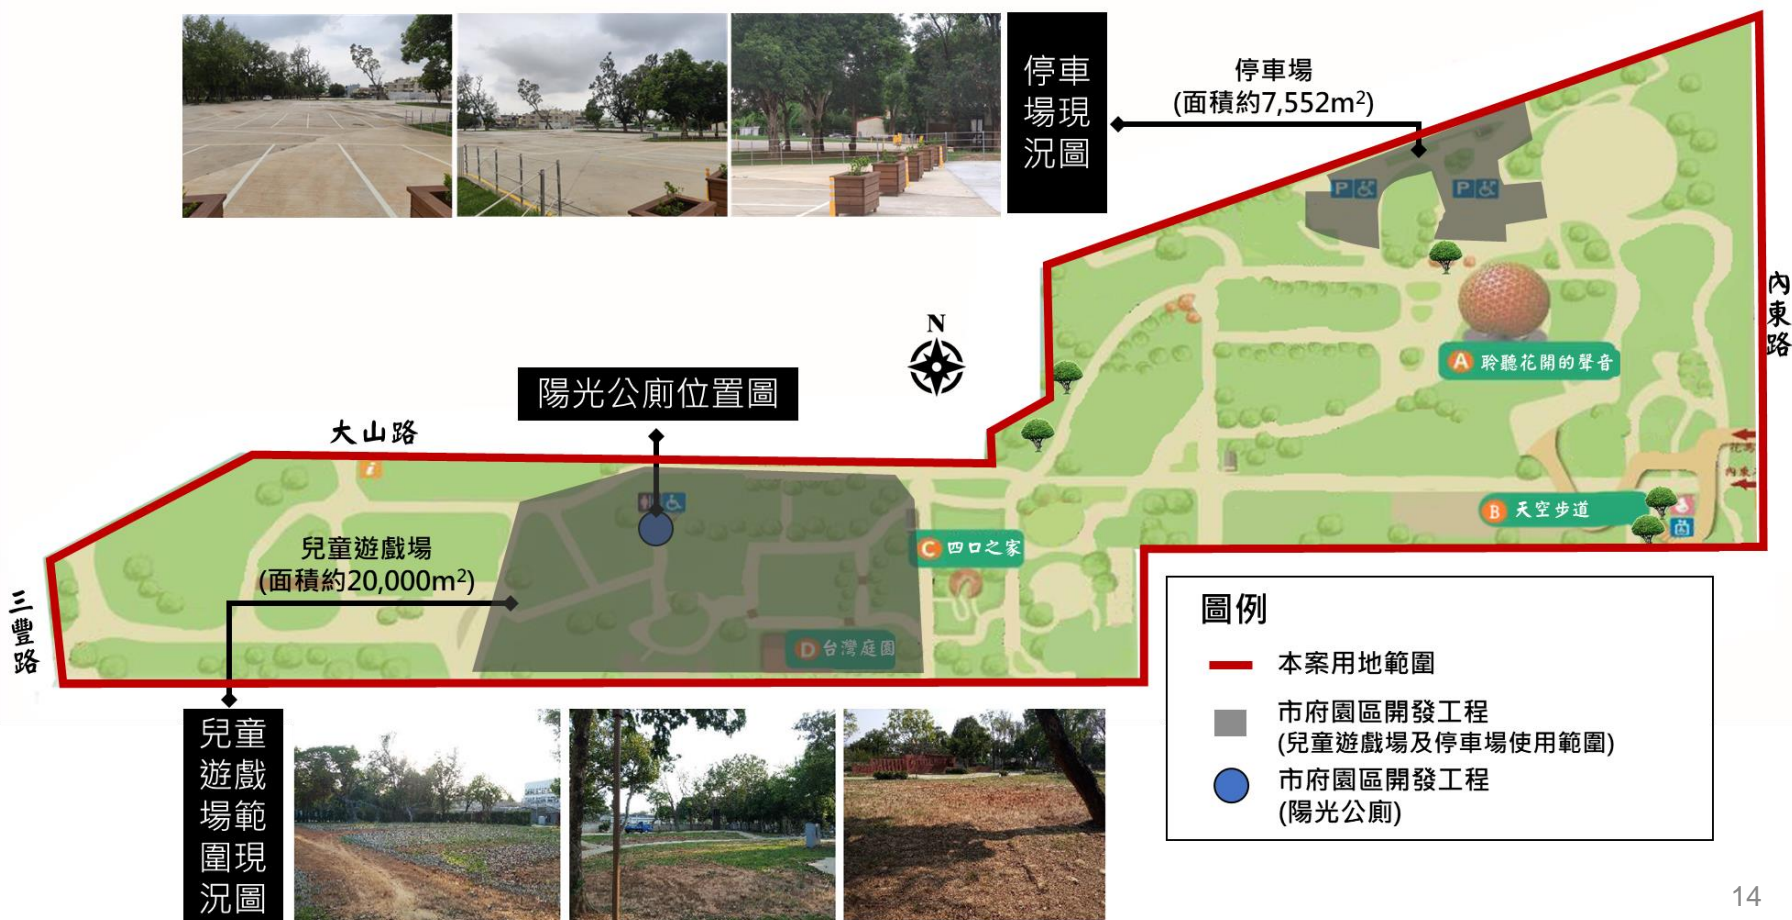 停車
場現
況圖
停車場
(面積約7,552m²)
P
P
內東路
A 聆聽花開的聲音
N
陽光公廁位置圖
大山路
i
B 天空步道
C 四口之家
兒童遊戲場
(面積約20,000m²)
三豐路
D 台灣庭園
圖例
本案用地範圍
市府園區開發工程
(兒童遊戲場及停車場使用範圍)
市府園區開發工程
(陽光公廁)
兒童
遊戲
場範
圍現
況圖
14